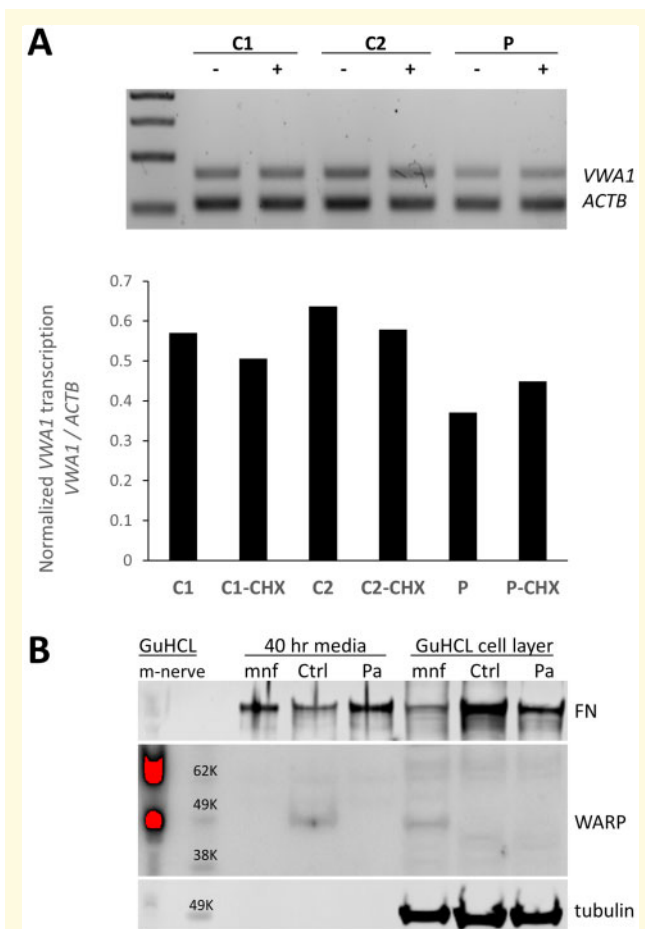 A
C1 C2 P
- + - + - +
VWA1
ACTB
Normalized VWA1 transcription
VWA1 / ACTB
0.7
0.6
0.5
0.4
0.3
0.2
0.1
0
C1 C1-CHX C2 C2-CHX P P-CHX
B
GuHCL 40 hr media GuHCL cell layer
m-nerve mnf Ctrl Pa mnf Ctrl Pa
FN
62K
49K
WARP
38K
49K
tubulin